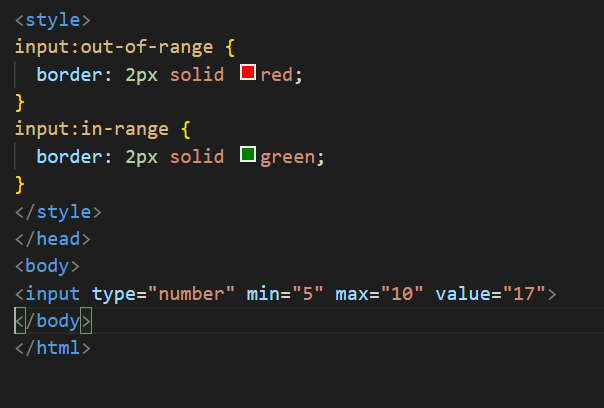 <style>
input:out-of-range {
  border: 2px solid red;
}
input:in-range {
  border: 2px solid green;
}
</style>
</head>
<body>
<input type="number" min="5" max="10" value="17">
</body>
</html>